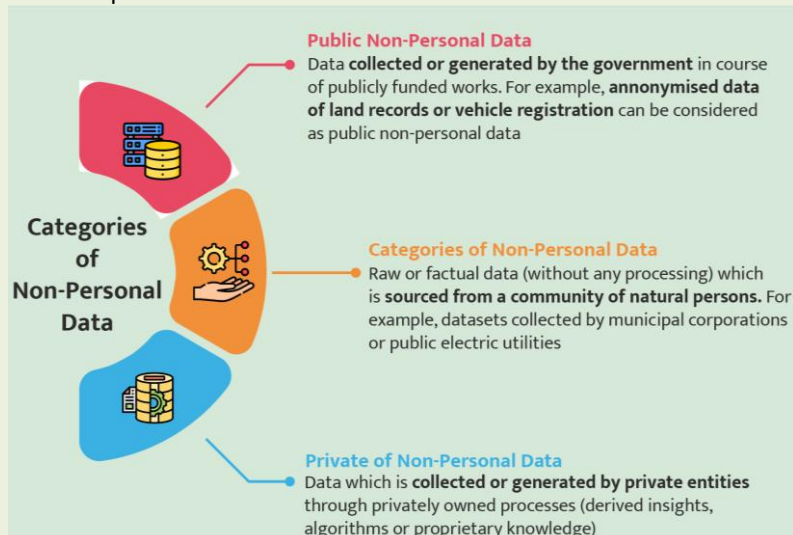 Public Non-Personal Data
Data collected or generated by the government in course
of publicly funded works. For example, annonymised data
of land records or vehicle registration can be considered
as public non-personal data
Categories
of
Non-Personal
Data
Categories of Non-Personal Data
Raw or factual data (without any processing) which
is sourced from a community of natural persons. For
example, datasets collected by municipal corporations
or public electric utilities
Private of Non-Personal Data
Data which is collected or generated by private entities
through privately owned processes (derived insights,
algorithms or proprietary knowledge)